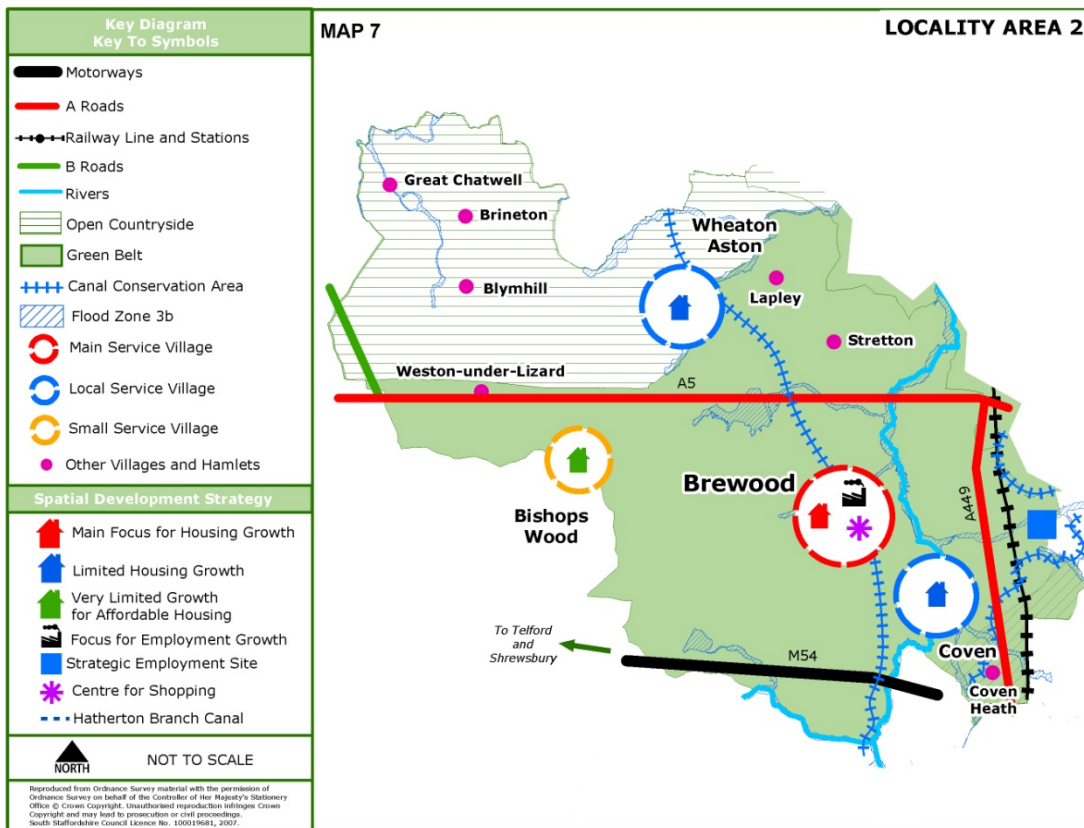 Key Diagram
Key To Symbols
Motorways
A Roads
Railway Line and Stations
B Roads
Rivers
Open Countryside
Green Belt
Canal Conservation Area
Flood Zone 3b
Main Service Village
Local Service Village
Small Service Village
Other Villages and Hamlets
Spatial Development Strategy
Main Focus for Housing Growth
Limited Housing Growth
Very Limited Growth
for Affordable Housing
Focus for Employment Growth
Strategic Employment Site
Centre for Shopping
Hatherton Branch Canal
NORTH
NOT TO SCALE
Reproduced from Ordnance Survey material with the permission of
Ordnance Survey on behalf of the Controller of Her Majesty's Stationery
Office © Crown Copyright. Unauthorised reproduction infringes Crown
Copyright and may lead to prosecution or civil proceedings.
South Staffordshire Council Licence No. 100019681, 2007.
MAP 7
LOCALITY AREA 2
Great Chatwell
Brineton
Wheaton
Aston
Blymhill
Lapley
Stretton
Weston-under-Lizard
A5
Brewood
A449
Bishops
Wood
To Telford
and
Shrewsbury
M54
Coven
Coven
Heath